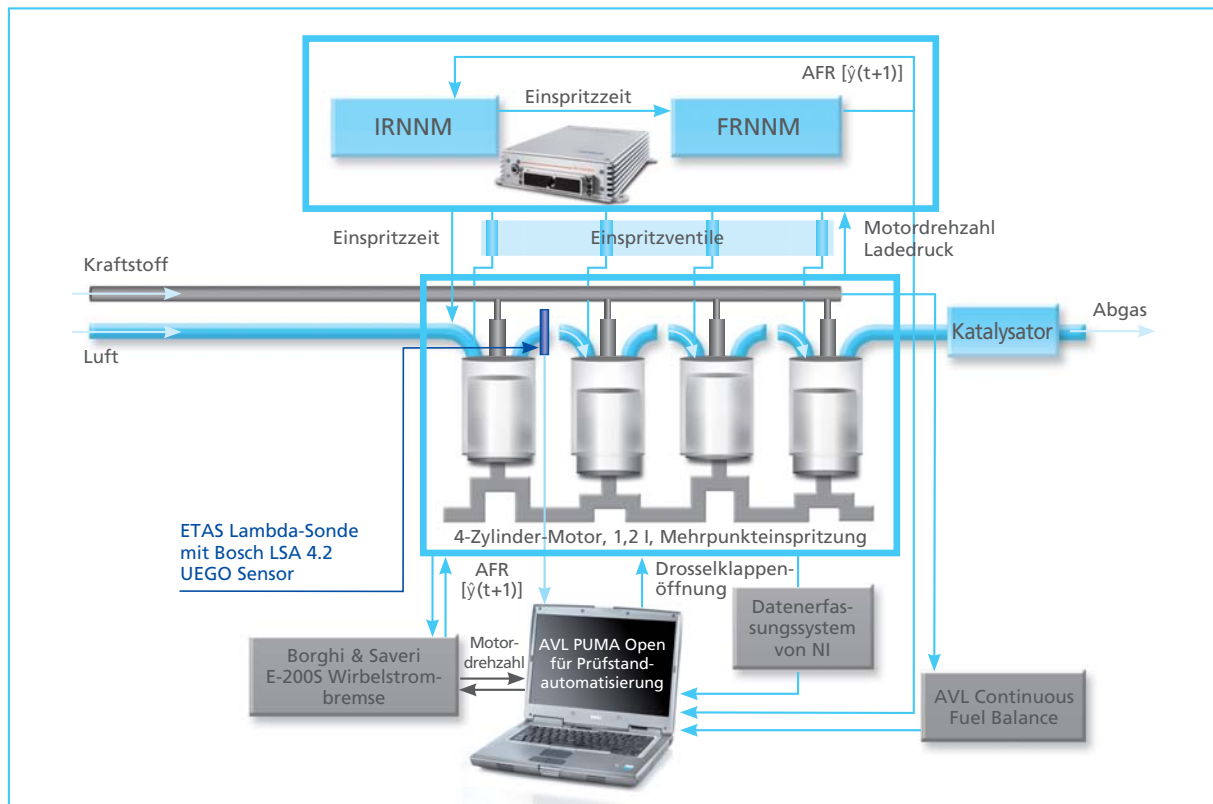 AFR [ŷ(t+1)]
Einspritzzeit
IRNNM
FRNNM
Einspritzzeit
Einspritzventile
Motordrehzahl
Ladedruck
Kraftstoff
Luft
Abgas
Katalysator
ETAS Lambda-Sonde
mit Bosch LSA 4.2
UEGO Sensor
4-Zylinder-Motor, 1,2 l, Mehrpunkteinspritzung
AFR
[ŷ(t+1)]
Drosselklappen-
öffnung
Datenerfas-
sungssystem
von NI
Borghi & Saveri
E-200S Wirbelstrom-
bremse
Motor-
drehzahl
AVL PUMA Open
für Prüfstand-
automatisierung
AVL Continuous
Fuel Balance